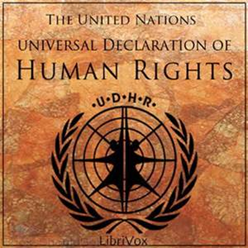 THE UNITED NATIONS
UNIVERSAL DECLARATION OF
HUMAN RIGHTS
·U·D·H·R·
LibriVox